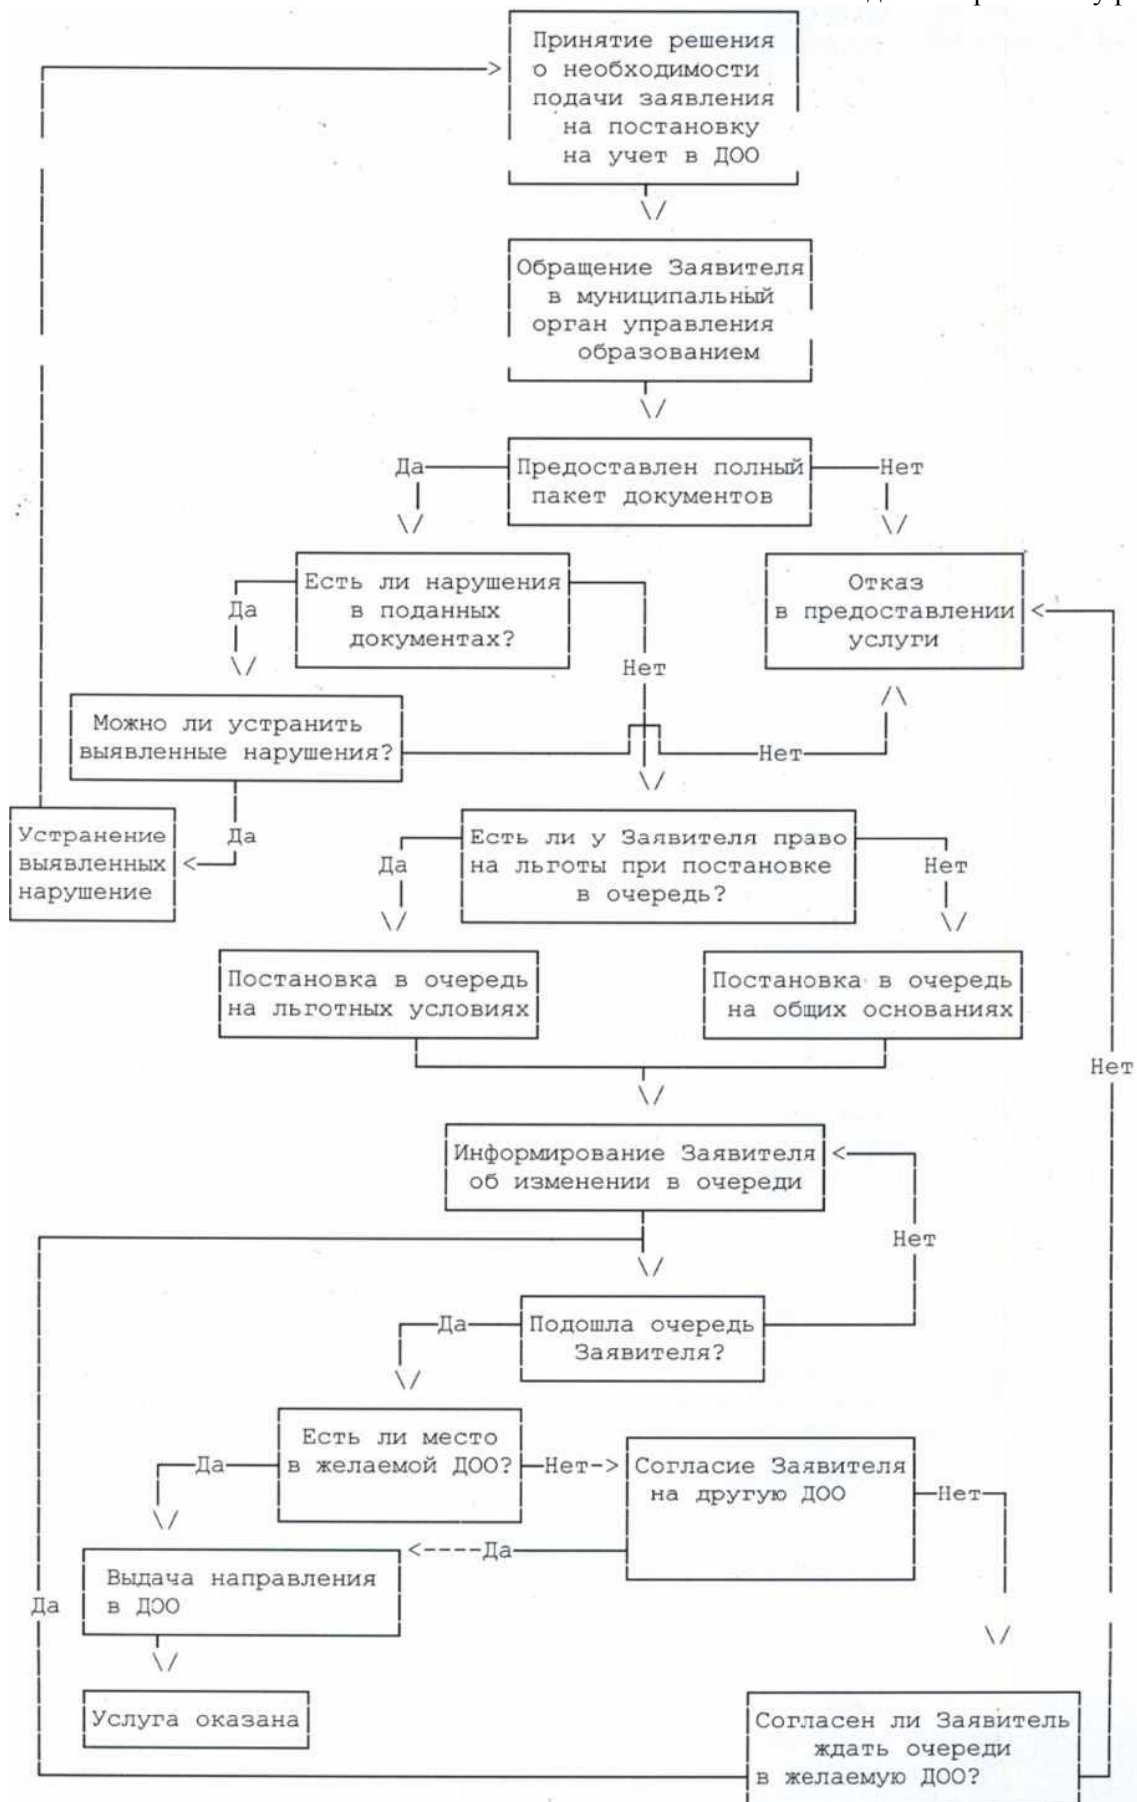 Принятие решения
о необходимости
подачи заявления
на постановку
на учет в ДОО
Обращение Заявителя
в муниципальный
орган управления
образованием
Да
Предоставлен полный
пакет документов
Нет
Есть ли нарушения
в поданных
документах?
Да
Нет
Отказ
в предоставлении
услуги
Можно ли устранить
выявленные нарушения?
Нет
Да
Устранение
выявленных
нарушение
Есть ли у Заявителя право
на льготы при постановке
в очередь?
Да
Нет
Постановка в очередь
на льготных условиях
Постановка в очередь
на общих основаниях
Нет
Информирование Заявителя
об изменении в очереди
Нет
Да
Подошла очередь
Заявителя?
Есть ли место
в желаемой ДОО?
Да
Нет->
Согласие Заявителя
на другую ДОО
Нет
<----Да
Выдача направления
в ДОО
Да
Услуга оказана
Согласен ли Заявитель
ждать очереди
в желаемую ДОО?